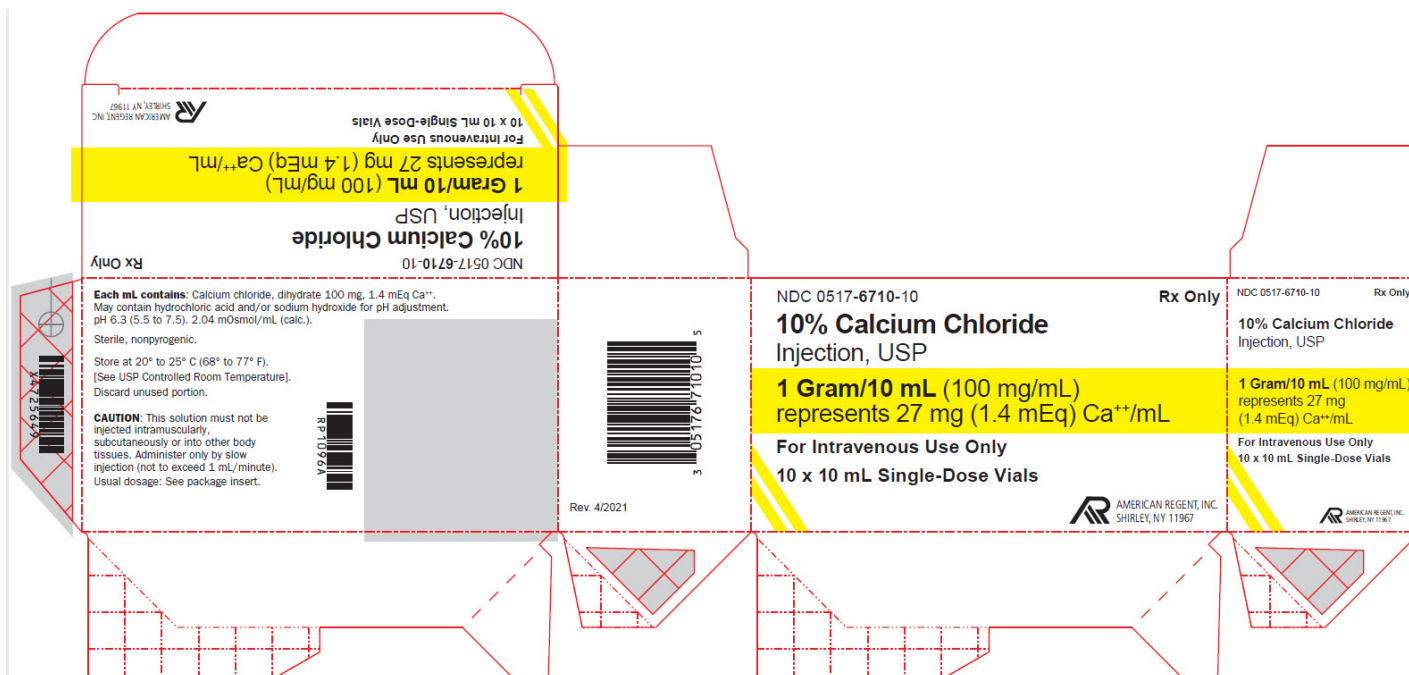 AMERICAN REGENT, INC.
SHIRLEY, NY 11967
NDC 0517-6710-10 Rx Only
10% Calcium Chloride
Injection, USP
1 Gram/10 mL (100 mg/mL)
represents 27 mg (1.4 mEq) Ca++/mL
For Intravenous Use Only
10 x 10 mL Single-Dose Vials
X4725649
Each mL contains: Calcium chloride, dihydrate 100 mg, 1.4 mEq Ca++.
May contain hydrochloric acid and/or sodium hydroxide for pH adjustment.
pH 6.3 (5.5 to 7.5). 2.04 mOsmol/mL (calc.).
Sterile, nonpyrogenic.
Store at 20° to 25° C (68° to 77° F).
[See USP Controlled Room Temperature].
Discard unused portion.
CAUTION: This solution must not be
injected intramuscularly,
subcutaneously or into other body
tissues. Administer only by slow
injection (not to exceed 1 mL/minute).
Usual dosage: See package insert.
RP1096A
3 05176 71010 5
Rev. 4/2021
NDC 0517-6710-10 Rx Only
10% Calcium Chloride
Injection, USP
1 Gram/10 mL (100 mg/mL)
represents 27 mg (1.4 mEq) Ca++/mL
For Intravenous Use Only
10 x 10 mL Single-Dose Vials
AR
AMERICAN REGENT, INC.
SHIRLEY, NY 11967
NDC 0517-6710-10 Rx Only
10% Calcium Chloride
Injection, USP
1 Gram/10 mL (100 mg/mL)
represents 27 mg
(1.4 mEq) Ca++/mL
For Intravenous Use Only
10 x 10 mL Single-Dose Vials
AR
AMERICAN REGENT, INC.
SHIRLEY, NY 11967